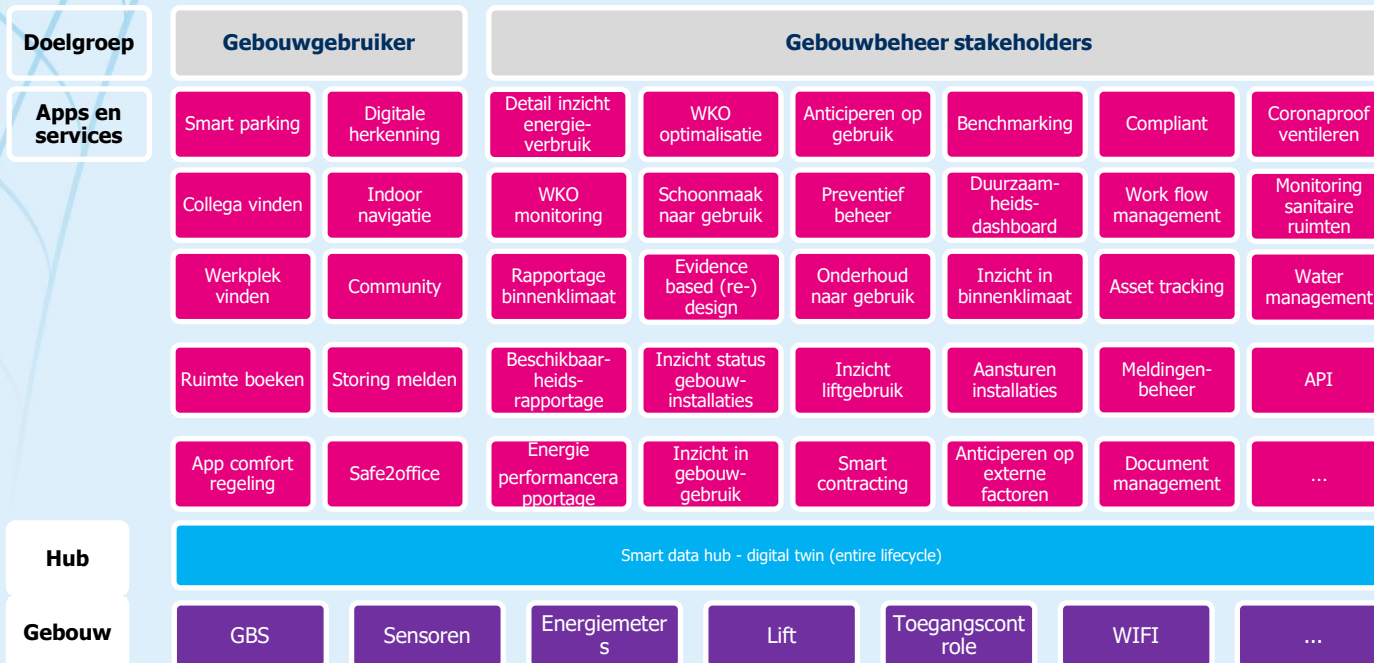 Doelgroep
Gebouwgebruiker
Gebouwbeheer stakeholders
Apps en
services
Smart parking
Digitale
herkenning
Detail inzicht
energie-
verbruik
WKO
optimalisatie
Anticiperen op
gebruik
Benchmarking
Compliant
Coronaproof
ventileren
Collega vinden
Indoor
navigatie
WKO
monitoring
Schoonmaak
naar gebruik
Preventief
beheer
Duurzaam-
heids-
dashboard
Work flow
management
Monitoring
sanitaire
ruimten
Werkplek
vinden
Community
Rapportage
binnenklimaat
Evidence
based (re-)
design
Onderhoud
naar gebruik
Inzicht in
binnenklimaat
Asset tracking
Water
management
Ruimte boeken
Storing melden
Beschikbaar-
heids-
rapportage
Inzicht status
gebouw-
installaties
Inzicht
liftgebruik
Aansturen
installaties
Meldingen-
beheer
API
App comfort
regeling
Safe2office
Energie
performancera
pportage
Inzicht in
gebouw-
gebruik
Smart
contracting
Anticiperen op
externe
factoren
Document
management
...
Hub
Smart data hub - digital twin (entire lifecycle)
Gebouw
GBS
Sensoren
Energiemeter
s
Lift
Toegangscont
role
WIFI
...